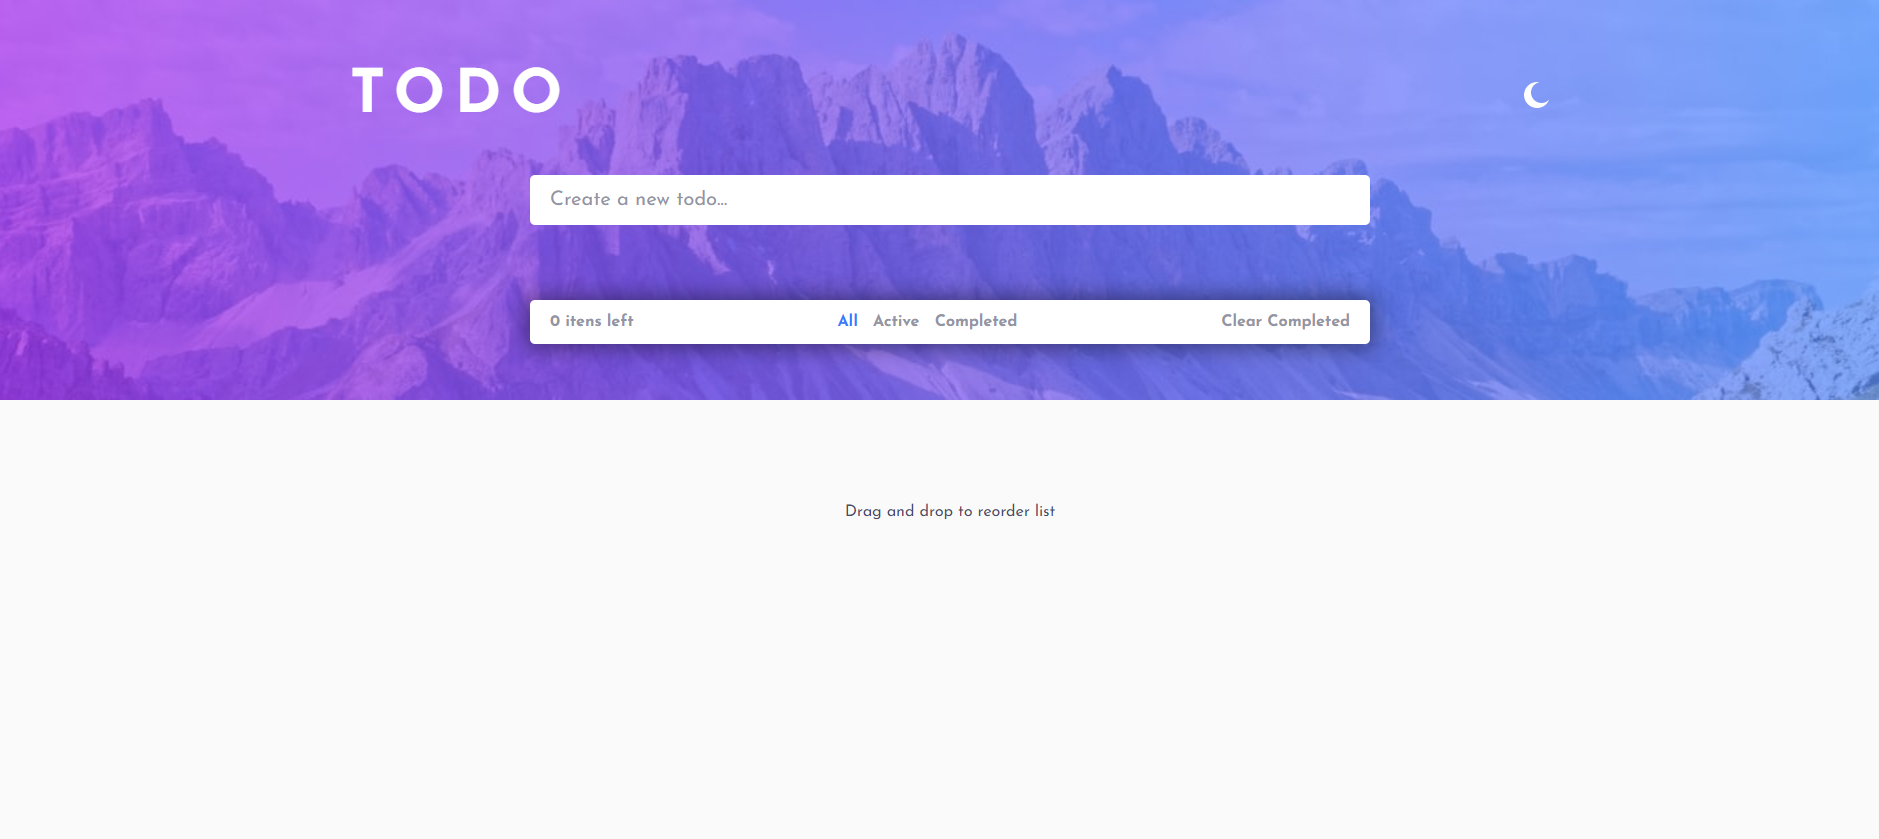 TODO
Create a new todo...
0 itens left All Active Completed Clear Completed
Drag and drop to reorder list